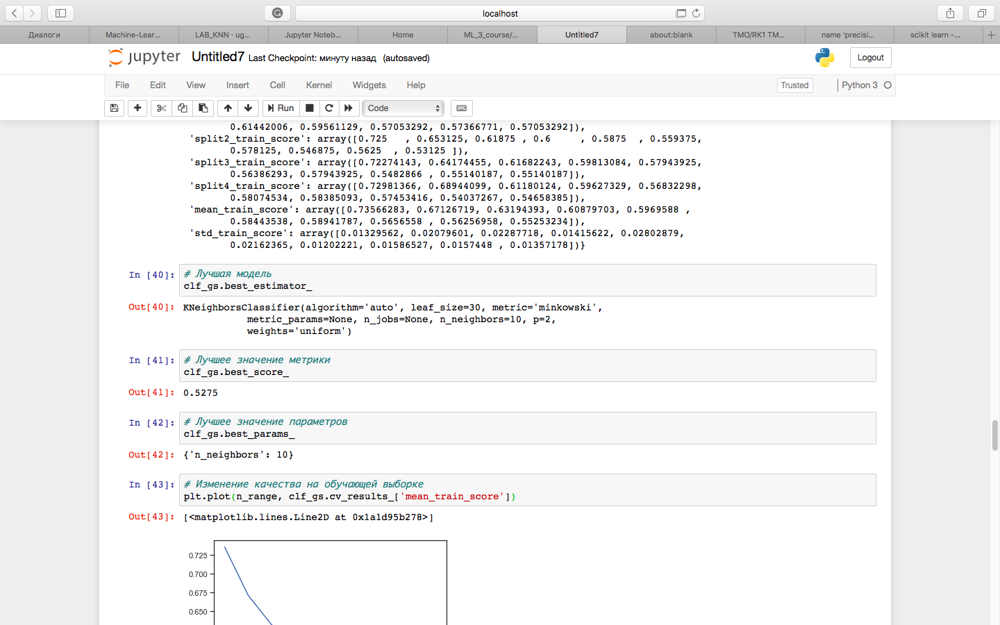 localhost
Диалоги
Machine-Lear...
LAB_KNN · ug...
Jupyter Noteb...
Home
ML_3_course/...
Untitled7
about:blank
TMO/RK1 TM...
name 'precisi...
scikit learn -...
jupyter Untitled7 Last Checkpoint: минуту назад (autosaved)
Logout
File Edit View Insert Cell Kernel Widgets Help
Trusted
Python 3
Run
Code
0.61442006, 0.59561129, 0.57053292, 0.57366771, 0.57053292]),
'split2_train_score': array([0.725   , 0.653125, 0.61875 , 0.6     , 0.5875  , 0.559375,
0.578125, 0.546875, 0.5625  , 0.53125 ]),
'split3_train_score': array([0.72274143, 0.64174455, 0.61682243, 0.59813084, 0.57943925,
0.56386293, 0.57943925, 0.5482866 , 0.55140187, 0.55140187]),
'split4_train_score': array([0.72981366, 0.68944099, 0.61180124, 0.59627329, 0.56832298,
0.58074534, 0.58385093, 0.57453416, 0.54037267, 0.54658385]),
'mean_train_score': array([0.73566283, 0.67126719, 0.63194393, 0.60879703, 0.5969588 ,
0.58443538, 0.58941787, 0.5656558 , 0.56256958, 0.55253234]),
'std_train_score': array([0.01329562, 0.02079601, 0.02287718, 0.01415622, 0.02802879,
0.02162365, 0.01202221, 0.01586527, 0.0157448 , 0.01357178])}
In [40]: # Лучшая модель
clf_gs.best_estimator_
Out[40]: KNeighborsClassifier(algorithm='auto', leaf_size=30, metric='minkowski',
metric_params=None, n_jobs=None, n_neighbors=10, p=2,
weights='uniform')
In [41]: # Лучшее значение метрики
clf_gs.best_score_
Out[41]: 0.5275
In [42]: # Лучшее значение параметров
clf_gs.best_params_
Out[42]: {'n_neighbors': 10}
In [43]: # Изменение качества на обучающей выборке
plt.plot(n_range, clf_gs.cv_results_['mean_train_score'])
Out[43]: [<matplotlib.lines.Line2D at 0x1a1d95b278>]
0.725
0.700
0.675
0.650